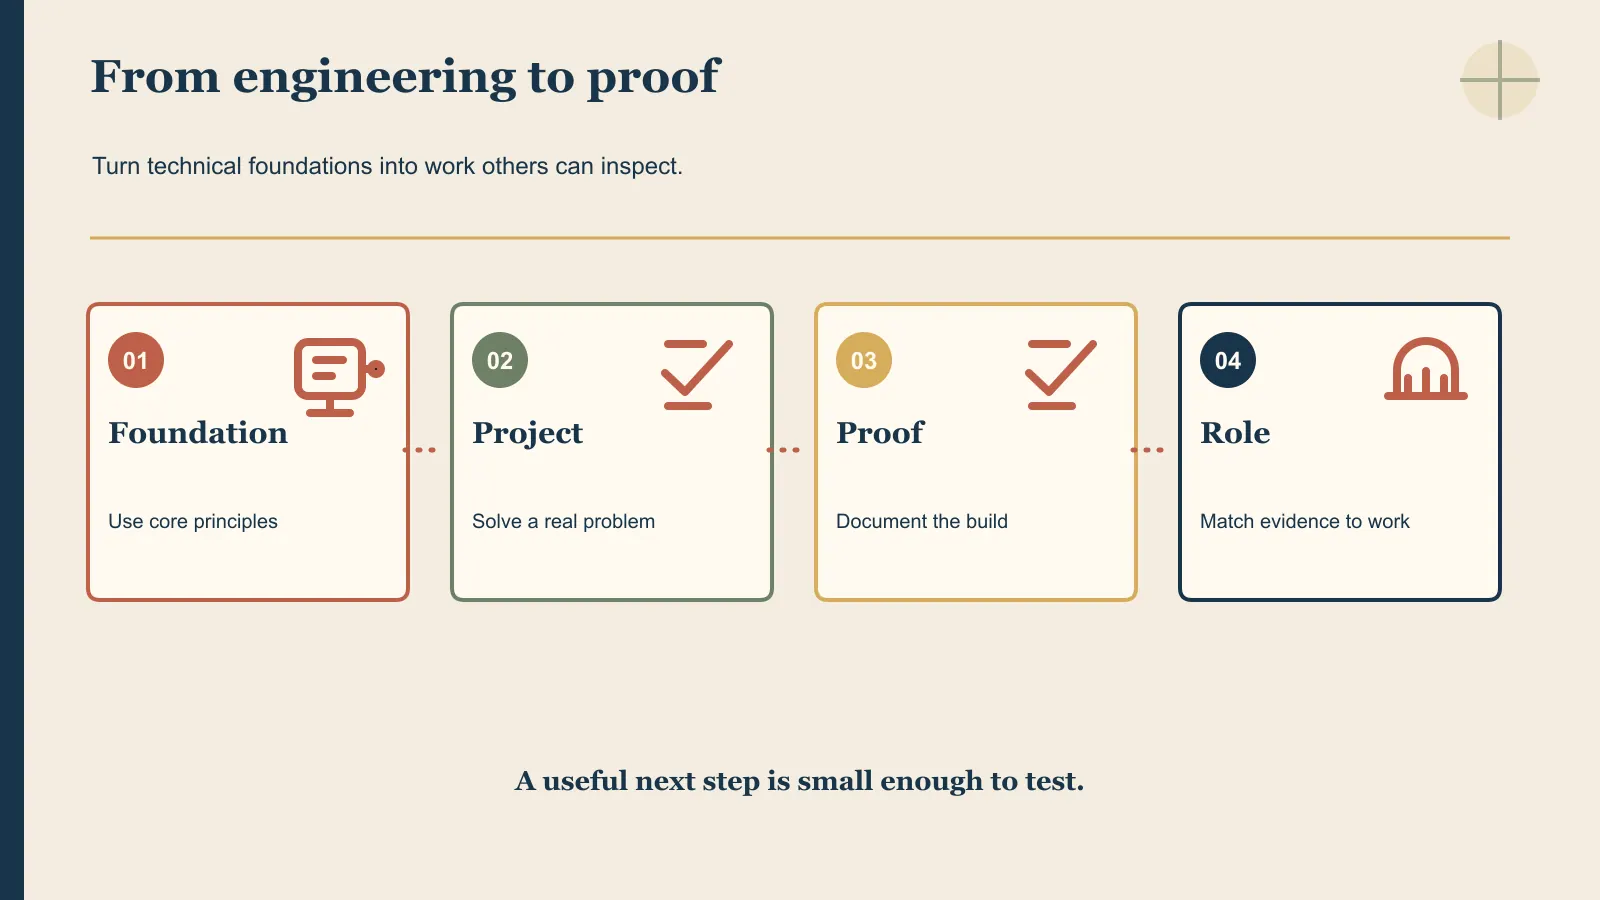 From engineering to proof
Turn technical foundations into work others can inspect.
01
Foundation
Use core principles
02
Project
Solve a real problem
03
Proof
Document the build
04
Role
Match evidence to work
A useful next step is small enough to test.